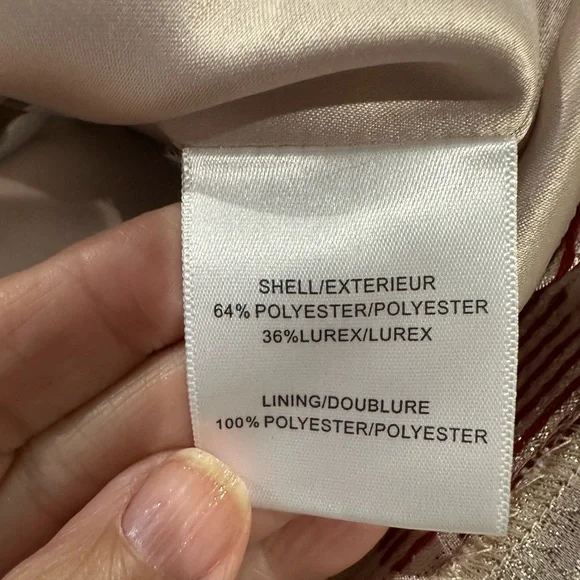 SHELL/EXTERIEUR
64% POLYESTER/POLYESTER
36%LUREX/LUREX
LINING/DOUBLURE
100% POLYESTER/POLYESTER